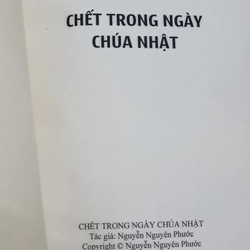 CHẾT TRONG NGÀY
CHÚA NHẬT
CHẾT TRONG NGÀY CHÚA NHẬT
Tác giả: Nguyễn Nguyên Phước
Copyright © Nguyễn Nguyên Phước